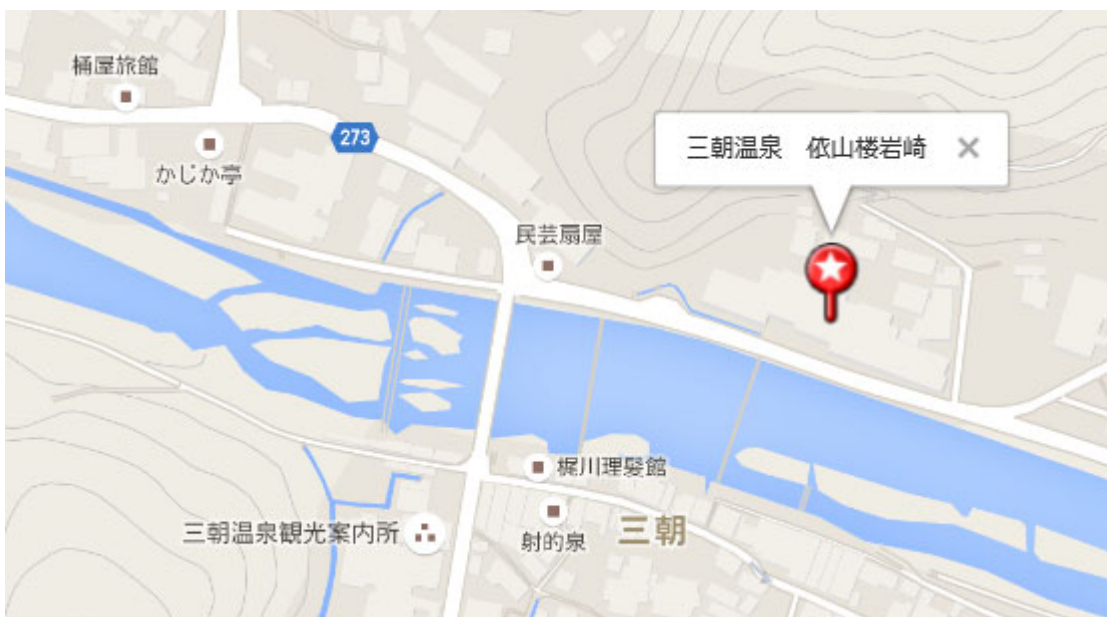 桶屋旅館
273
かじか亭
三朝温泉　依山楼岩崎 ×
民芸扇屋
梶川理髪館
三朝温泉観光案内所
射的泉
三朝